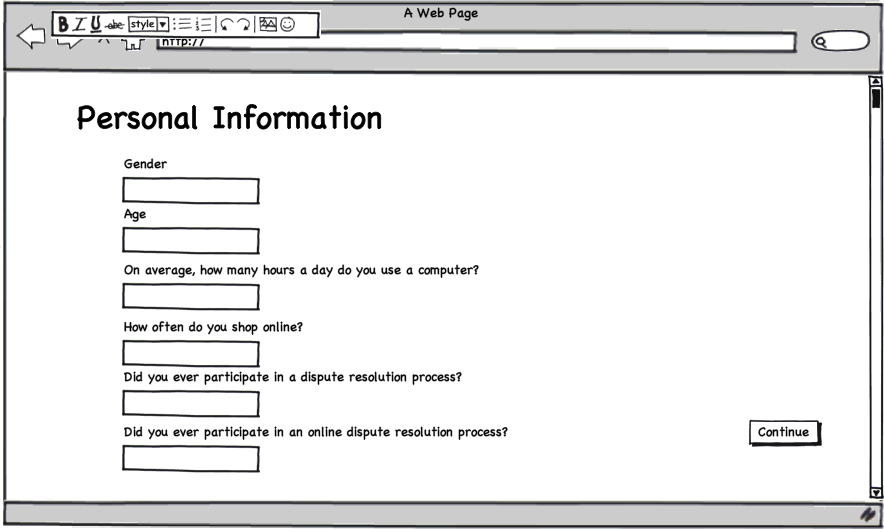 A Web Page
B I U abc style
http://
Personal Information
Gender
Age
On average, how many hours a day do you use a computer?
How often do you shop online?
Did you ever participate in a dispute resolution process?
Did you ever participate in an online dispute resolution process?
Continue